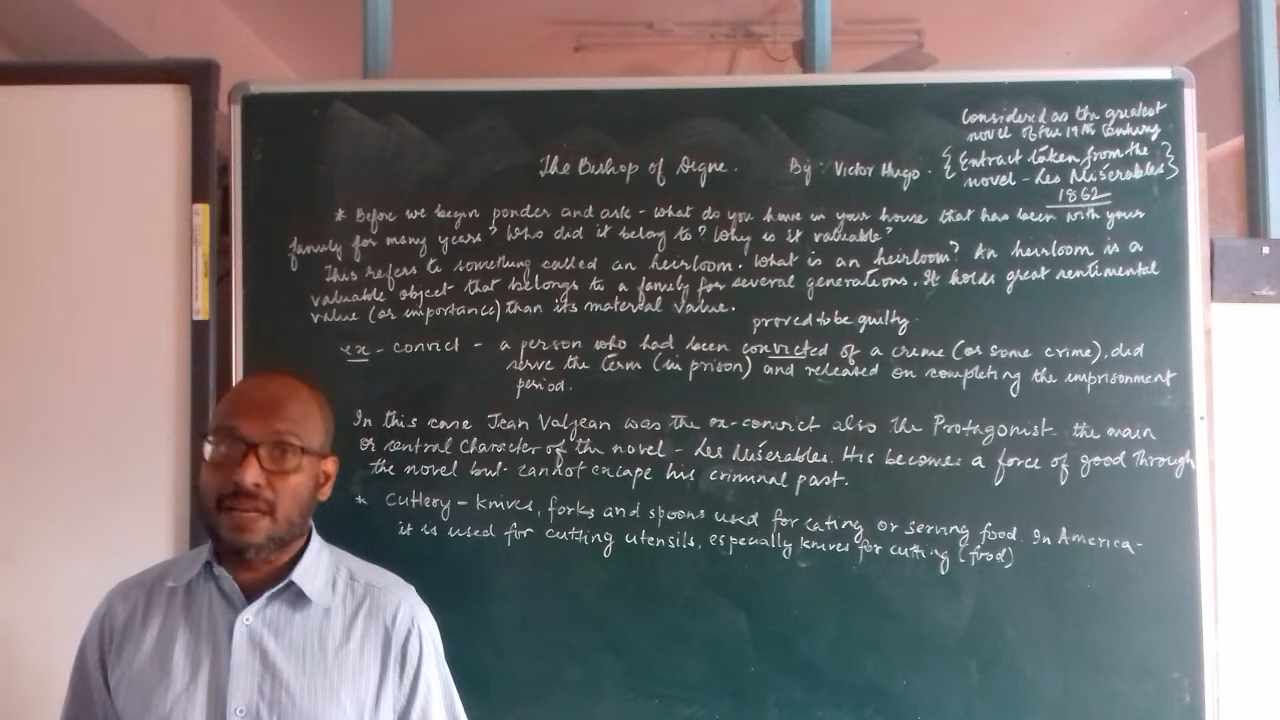 Considered as the greatest
novel of the 19th Century
The Bishop of Digne. By: Victor Hugo. { Extract taken from the
novel - Les Misérables }
1862
* Before we begin ponder and ask - what do you have in your house that has been with your
family for many years? Who did it belong to? Why is it valuable?
This refers to something called an heirloom. What is an heirloom? An heirloom is a
valuable object that belongs to a family for several generations. It holds great sentimental
value (or importance) than its material value.
proved to be guilty.
ex - convict - a person who had been convicted of a crime (or some crime), did
serve the term (in prison) and released on completing the imprisonment
period.
In this case Jean Valjean was the ex-convict also the Protagonist - the main
or central character of the novel - Les Misérables. His becomes a force of good through
the novel but cannot escape his criminal past.
* Cutlery - knives, forks and spoons used for eating or serving food. In America -
it is used for cutting utensils, especially knives for cutting (food)